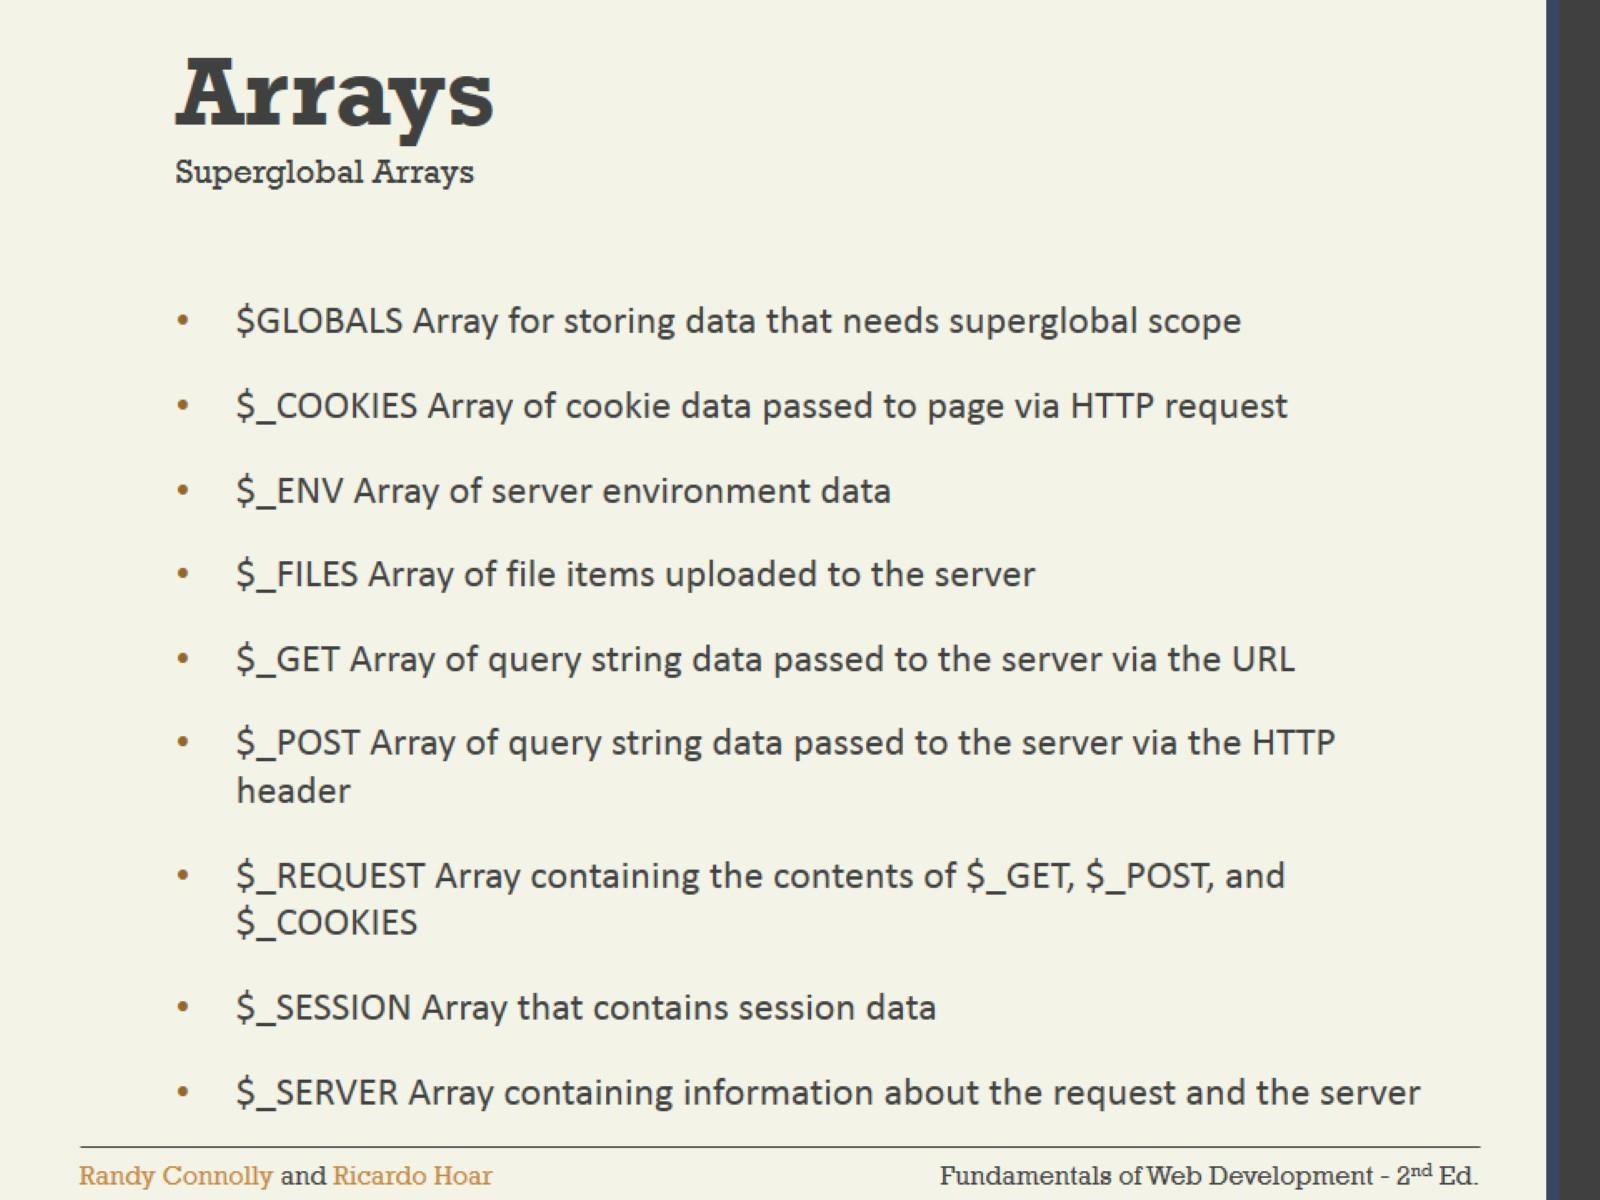 Arrays
Superglobal Arrays
• $GLOBALS Array for storing data that needs superglobal scope
• $_COOKIES Array of cookie data passed to page via HTTP request
• $_ENV Array of server environment data
• $_FILES Array of file items uploaded to the server
• $_GET Array of query string data passed to the server via the URL
• $_POST Array of query string data passed to the server via the HTTP
header
• $_REQUEST Array containing the contents of $_GET, $_POST, and
$_COOKIES
• $_SESSION Array that contains session data
• $_SERVER Array containing information about the request and the server
Randy Connolly and Ricardo Hoar
Fundamentals of Web Development - 2nd Ed.